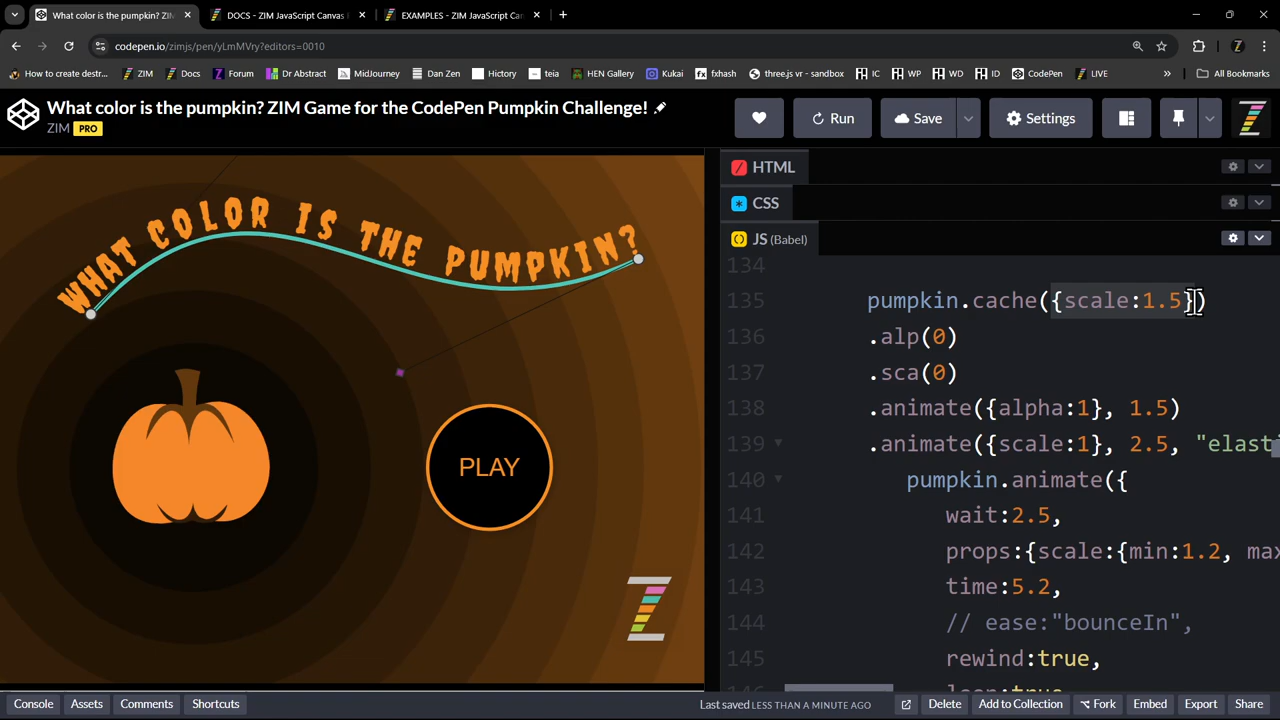 What color is the pumpkin? ZIM
DOCS - ZIM JavaScript Canvas
EXAMPLES - ZIM JavaScript Can
codepen.io/zimjs/pen/yLmMVry?editors=0010
How to create destr...
ZIM
Docs
Forum
Dr Abstract
MidJourney
Dan Zen
Hictory
teia
HEN Gallery
Kukai
fxhash
three.js vr - sandbox
IC
WP
WD
ID
CodePen
LIVE
»
All Bookmarks
What color is the pumpkin? ZIM Game for the CodePen Pumpkin Challenge!
ZIM PRO
Run
Save
Settings
WHAT COLOR IS THE PUMPKIN?
PLAY
HTML
CSS
JS (Babel)
134
135 pumpkin.cache({scale:1.5})
136 .alp(0)
137 .sca(0)
138 .animate({alpha:1}, 1.5)
139 .animate({scale:1}, 2.5, "elast
140 pumpkin.animate({
141 wait:2.5,
142 props:{scale:{min:1.2, max
143 time:5.2,
144 // ease:"bounceIn",
145 rewind:true,
146 loop:true
Console
Assets
Comments
Shortcuts
Last saved LESS THAN A MINUTE AGO
Delete
Add to Collection
Fork
Embed
Export
Share